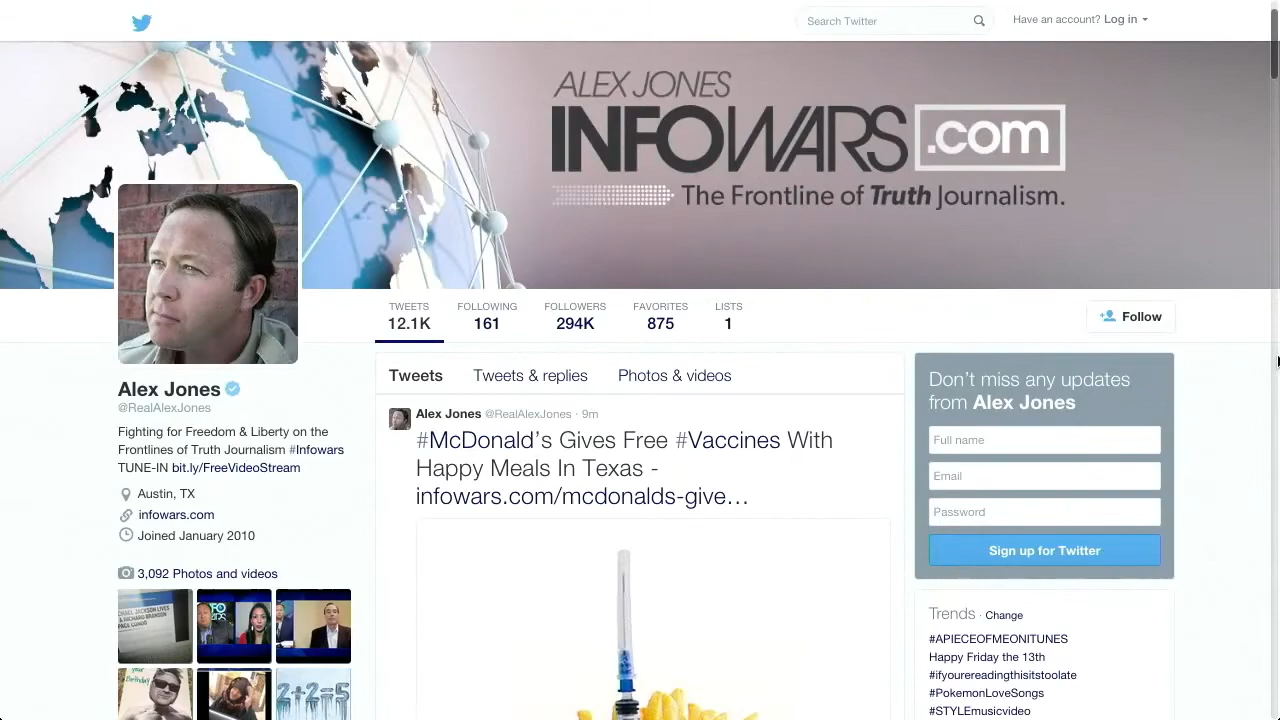 Search Twitter
Have an account? Log in
ALEX JONES
INFOWARS.com
The Frontline of Truth Journalism.
TWEETS
12.1K
FOLLOWING
161
FOLLOWERS
294K
FAVORITES
875
LISTS
1
Follow
Alex Jones
@RealAlexJones
Fighting for Freedom & Liberty on the
Frontlines of Truth Journalism #Infowars
TUNE-IN bit.ly/FreeVideoStream
Austin, TX
infowars.com
Joined January 2010
3,092 Photos and videos
2+2=5
Tweets
Tweets & replies
Photos & videos
Alex Jones @RealAlexJones · 9m
#McDonald's Gives Free #Vaccines With
Happy Meals In Texas -
infowars.com/mcdonalds-give…
Don't miss any updates
from Alex Jones
Full name
Email
Password
Sign up for Twitter
Trends · Change
#APIECEOFMEONITUNES
Happy Friday the 13th
#ifyourereadingthisitstoolate
#PokemonLoveSongs
#STYLEmusicvideo